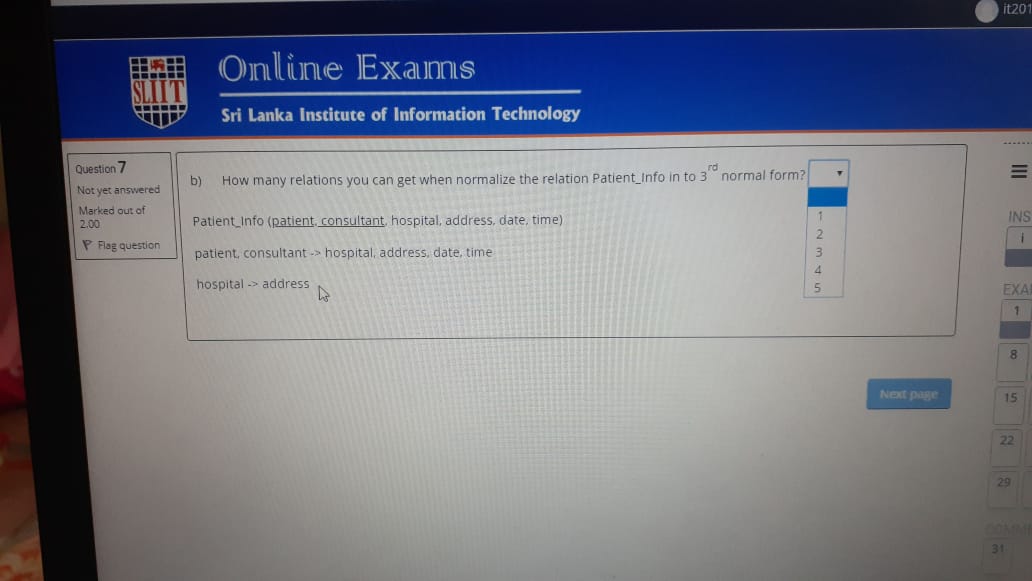 it201
SLIIT
Online Exams
Sri Lanka Institute of Information Technology
Question 7
Not yet answered
Marked out of
2.00
Flag question
b) How many relations you can get when normalize the relation Patient_Info in to 3rd normal form?
Patient_Info (patient, consultant, hospital, address, date, time)
patient, consultant -> hospital, address, date, time
hospital -> address
1
2
3
4
5
Next page
INS
i
EXA
1
8
15
22
29
31